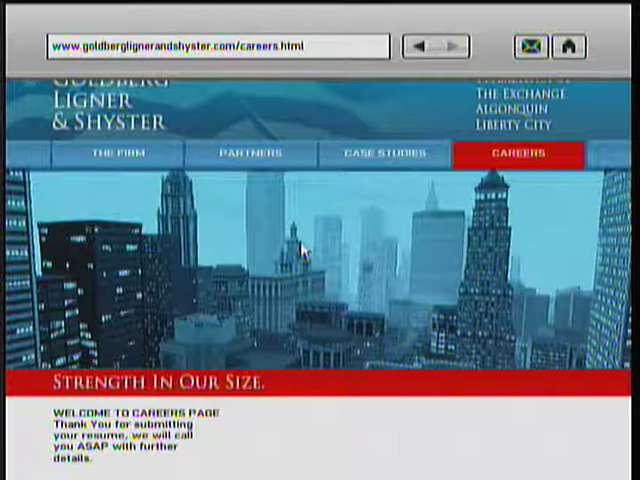 www.goldberglignerandshyster.com/careers.html
GOLDBERG
LIGNER
& SHYSTER
THE EXCHANGE
ALGONQUIN
LIBERTY CITY
THE FIRM
PARTNERS
CASE STUDIES
CAREERS
STRENGTH IN OUR SIZE.
WELCOME TO CAREERS PAGE
Thank You for submitting
your resume, we will call
you ASAP with further
details.